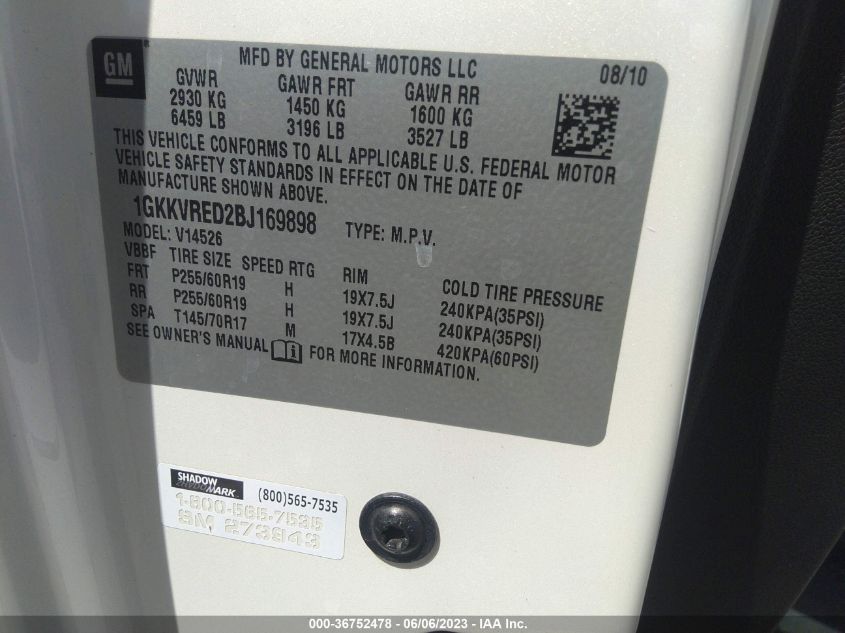 GM
MFD BY GENERAL MOTORS LLC 08/10
GVWR GAWR FRT GAWR RR
2930 KG 1450 KG 1600 KG
6459 LB 3196 LB 3527 LB
THIS VEHICLE CONFORMS TO ALL APPLICABLE U.S. FEDERAL MOTOR
VEHICLE SAFETY STANDARDS IN EFFECT ON THE DATE OF
MANUFACTURE SHOWN ABOVE.
1GKKVRED2BJ169898 TYPE: M.P.V.
MODEL: V14526
VBBF TIRE SIZE SPEED RTG RIM COLD TIRE PRESSURE
FRT P255/60R19 H 19X7.5J 240KPA(35PSI)
RR P255/60R19 H 19X7.5J 240KPA(35PSI)
SPA T145/70R17 M 17X4.5B 420KPA(60PSI)
SEE OWNER'S MANUAL FOR MORE INFORMATION.
SHADOW
MARK (800)565-7535
1-800-565-7535
SM 273943
000-36752478 - 06/06/2023 - IAA Inc.